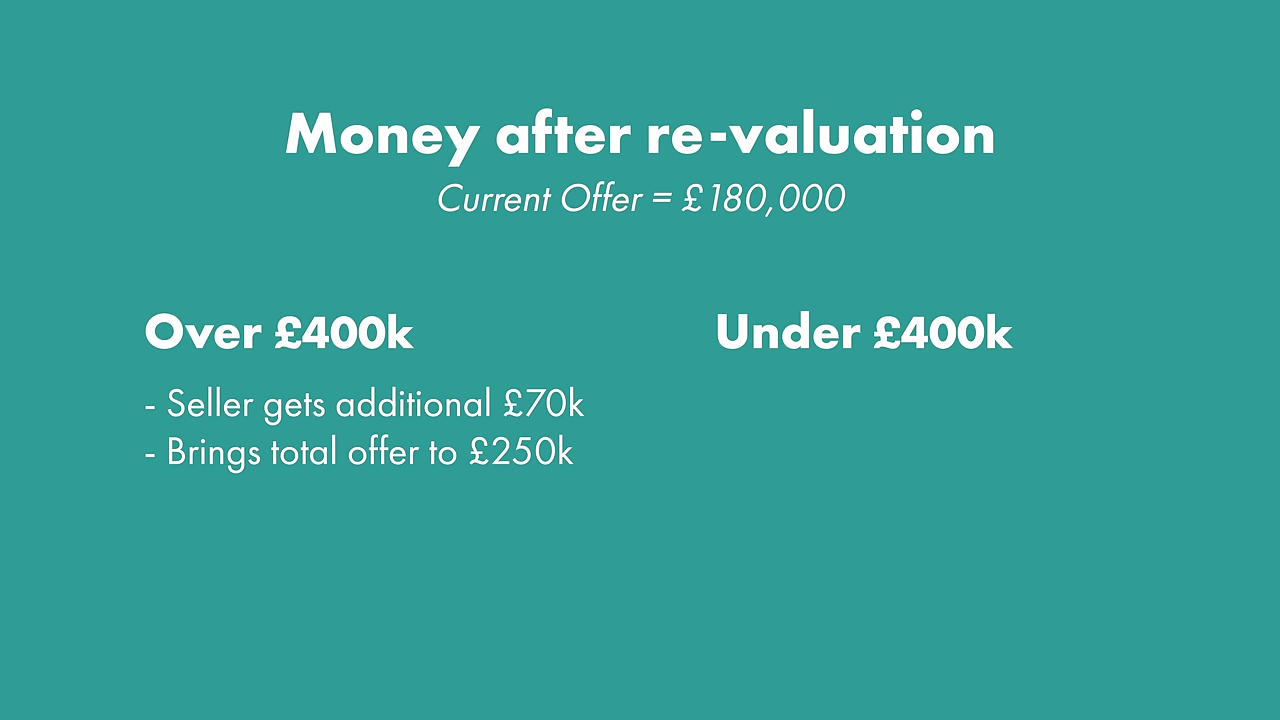 Money after re-valuation
Current Offer = £180,000
Over £400k
- Seller gets additional £70k
- Brings total offer to £250k
Under £400k